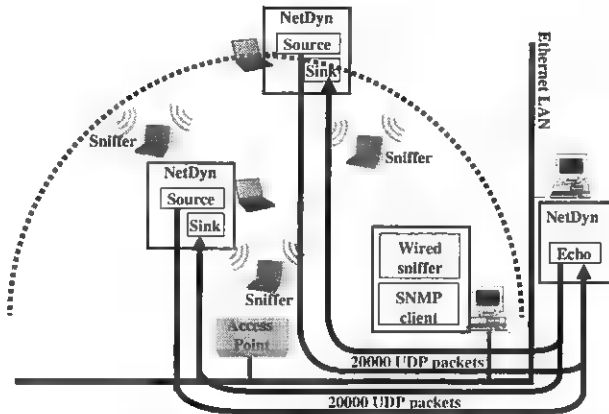 NetDyn
Source
Sink
Ethernet LAN
Sniffer
Sniffer
NetDyn
Source
Sink
NetDyn
Echo
Wired
sniffer
SNMP
client
Sniffer
Access
Point
20000 UDP packets
20000 UDP packets